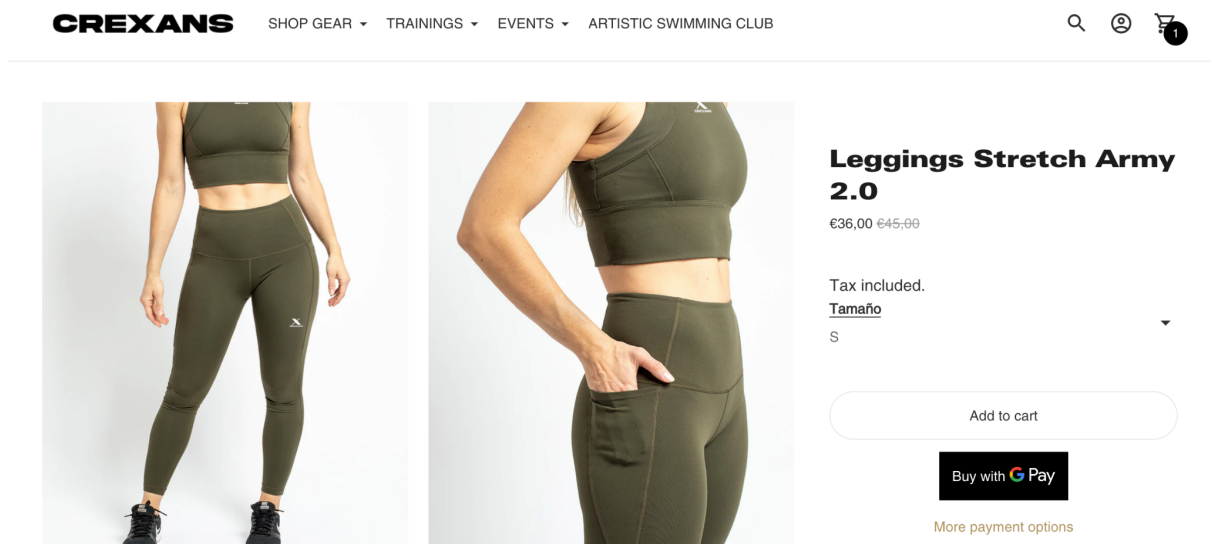 CREXANS
SHOP GEAR
TRAININGS
EVENTS
ARTISTIC SWIMMING CLUB
1
Leggings Stretch Army
2.0
€36,00 €45,00
Tax included.
Tamaño
S
Add to cart
Buy with G Pay
More payment options